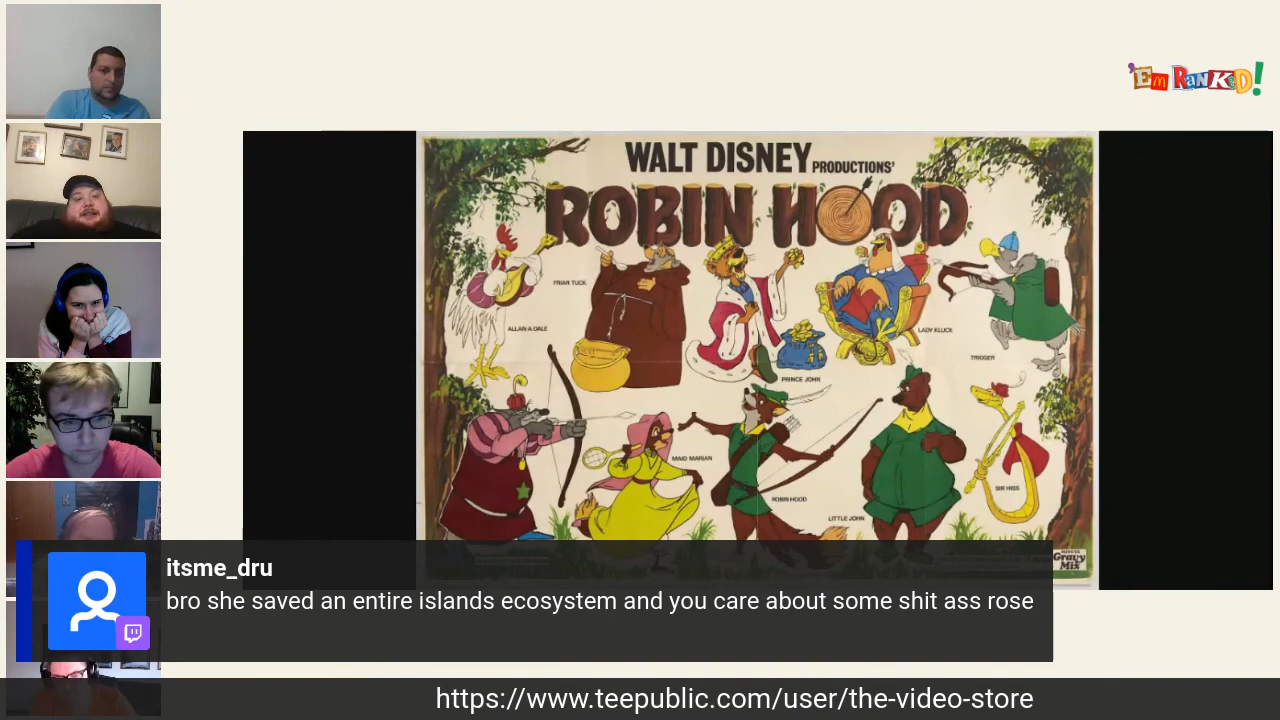 'Em RanKeD!
WALT DISNEY PRODUCTIONS'
ROBIN HOOD
FRIAR TUCK
ALLAN A DALE
PRINCE JOHN
LADY KLUCK
TRIGGER
MAID MARIAN
ROBIN HOOD
LITTLE JOHN
SIR HISS
Gravy
Mix
itsme_dru
bro she saved an entire islands ecosystem and you care about some shit ass rose
https://www.teepublic.com/user/the-video-store